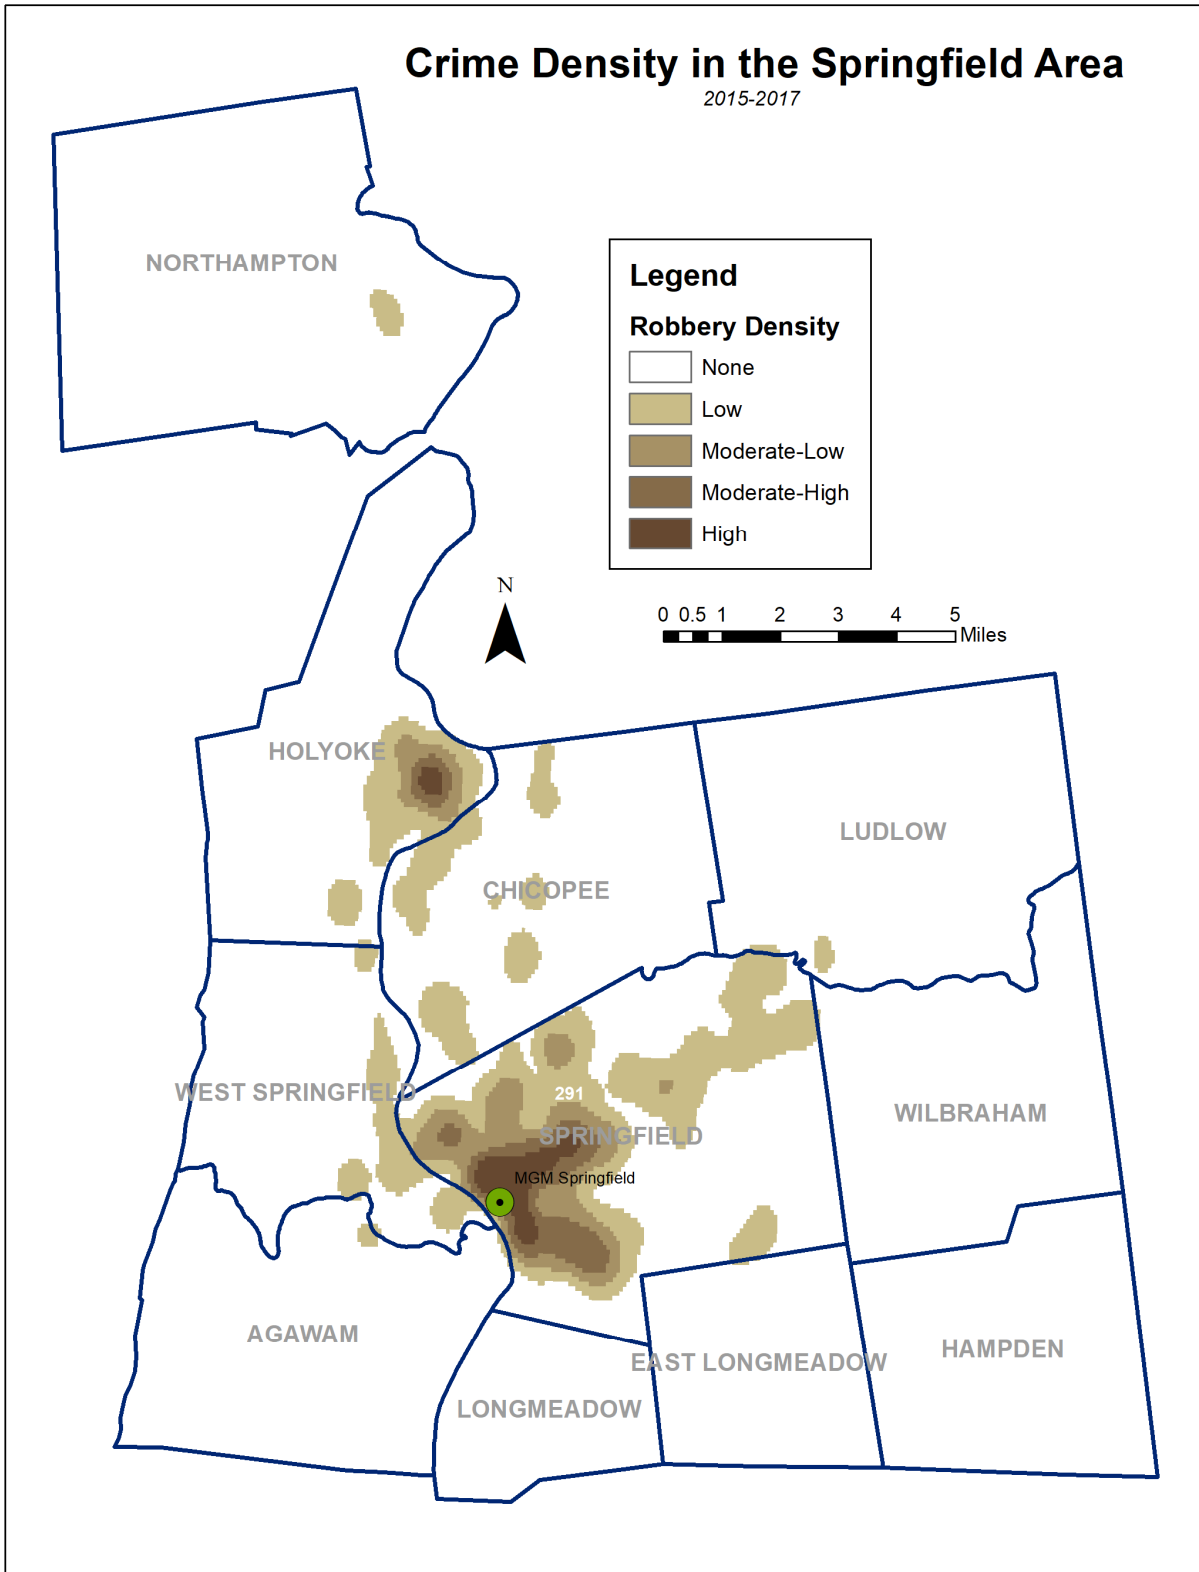 Crime Density in the Springfield Area
2015-2017
NORTHAMPTON
Legend
Robbery Density
None
Low
Moderate-Low
Moderate-High
High
N
0 0.5 1 2 3 4 5
Miles
HOLYOKE
LUDLOW
CHICOPEE
WEST SPRINGFIELD
291
WILBRAHAM
SPRINGFIELD
MGM Springfield
AGAWAM
HAMPDEN
EAST LONGMEADOW
LONGMEADOW